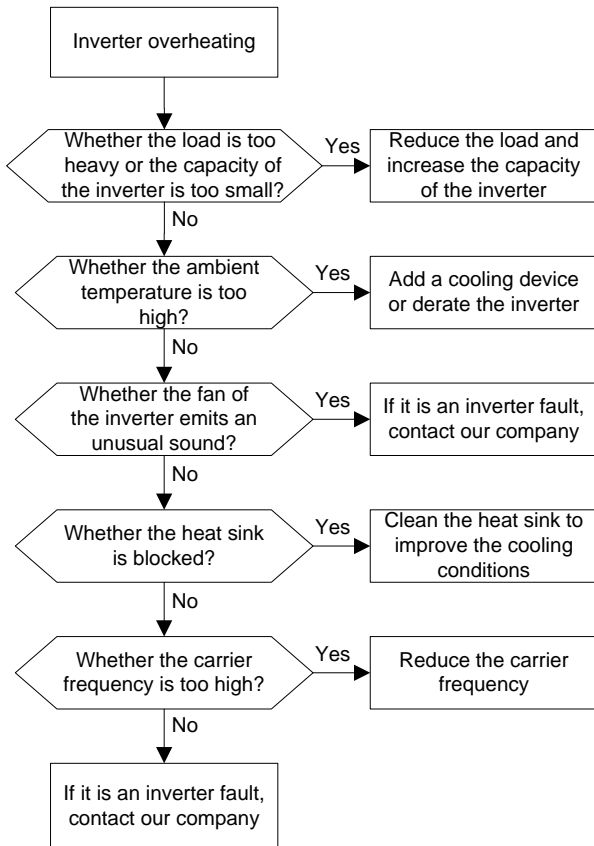 Inverter overheating
Whether the load is too
heavy or the capacity of
the inverter is too small?
Yes
Reduce the load and
increase the capacity
of the inverter
No
Whether the ambient
temperature is too
high?
Yes
Add a cooling device
or derate the inverter
No
Whether the fan of
the inverter emits an
unusual sound?
Yes
If it is an inverter fault,
contact our company
No
Whether the heat sink
is blocked?
Yes
Clean the heat sink to
improve the cooling
conditions
No
Whether the carrier
frequency is too high?
Yes
Reduce the carrier
frequency
No
If it is an inverter fault,
contact our company